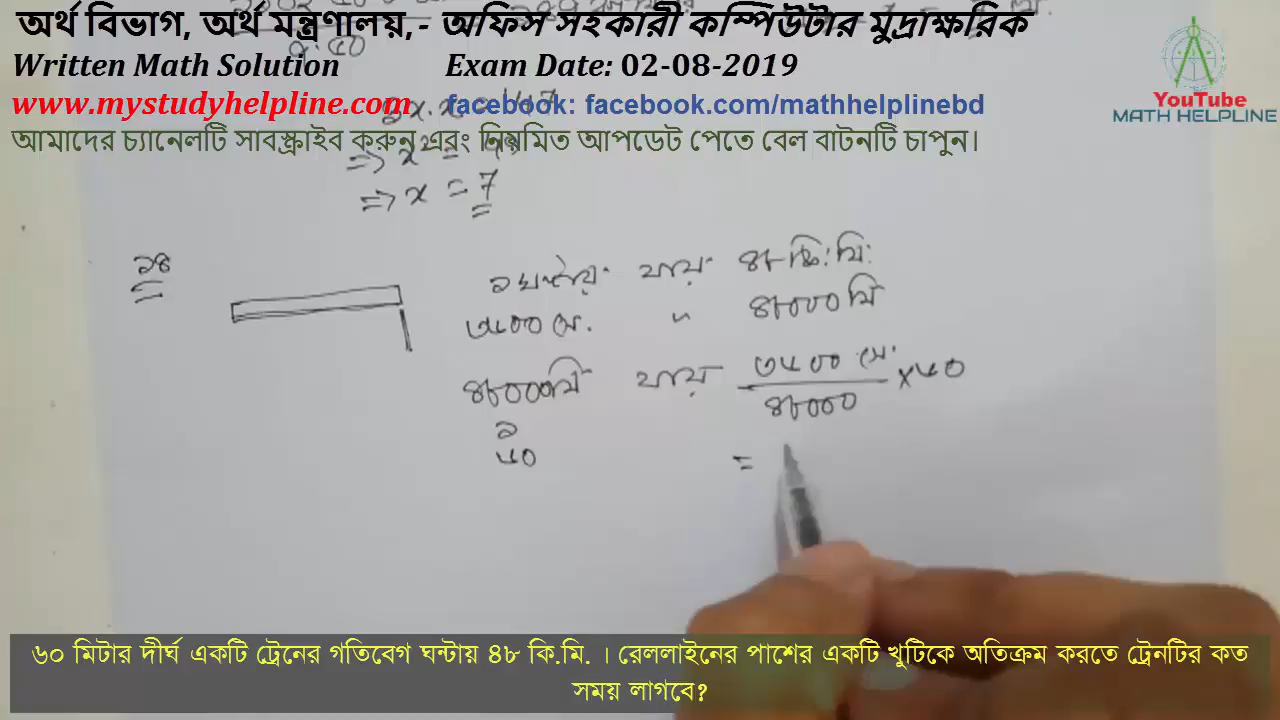 অর্থ বিভাগ, অর্থ মন্ত্রণালয়,- অফিস সহকারী কম্পিউটার মুদ্রাক্ষরিক
Written Math Solution Exam Date: 02-08-2019
www.mystudyhelpline.com facebook: facebook.com/mathhelplinebd
YouTube
MATH HELPLINE
আমাদের চ্যানেলটি সাবস্ক্রাইব করুন এবং নিয়মিত আপডেট পেতে বেল বাটনটি চাপুন।
=> x = 7
১৪
১ ঘন্টায় যায় ৪৮ কি:মি:
৩৬০০ সে. " ৪৮০০০ মি
৪৮০০০মি যায় ৩৬০০ সে. / ৪৮০০০ × ৬০
১
৬০ =
৬০ মিটার দীর্ঘ একটি ট্রেনের গতিবেগ ঘন্টায় ৪৮ কি.মি. । রেললাইনের পাশের একটি খুটিকে অতিক্রম করতে ট্রেনটির কত
সময় লাগবে?